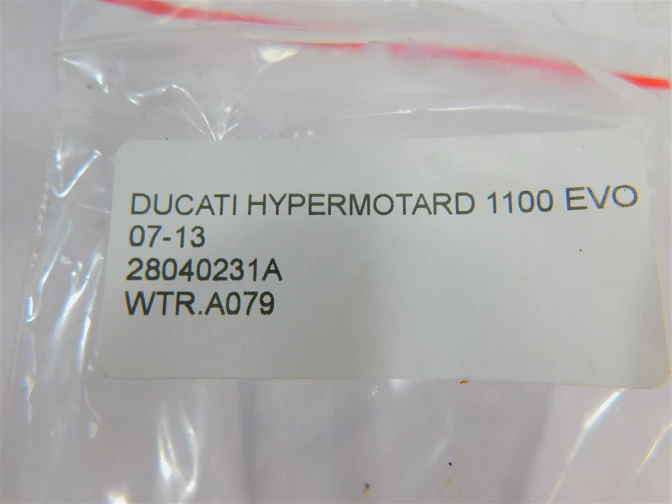 DUCATI HYPERMOTARD 1100 EVO
07-13
28040231A
WTR.A079